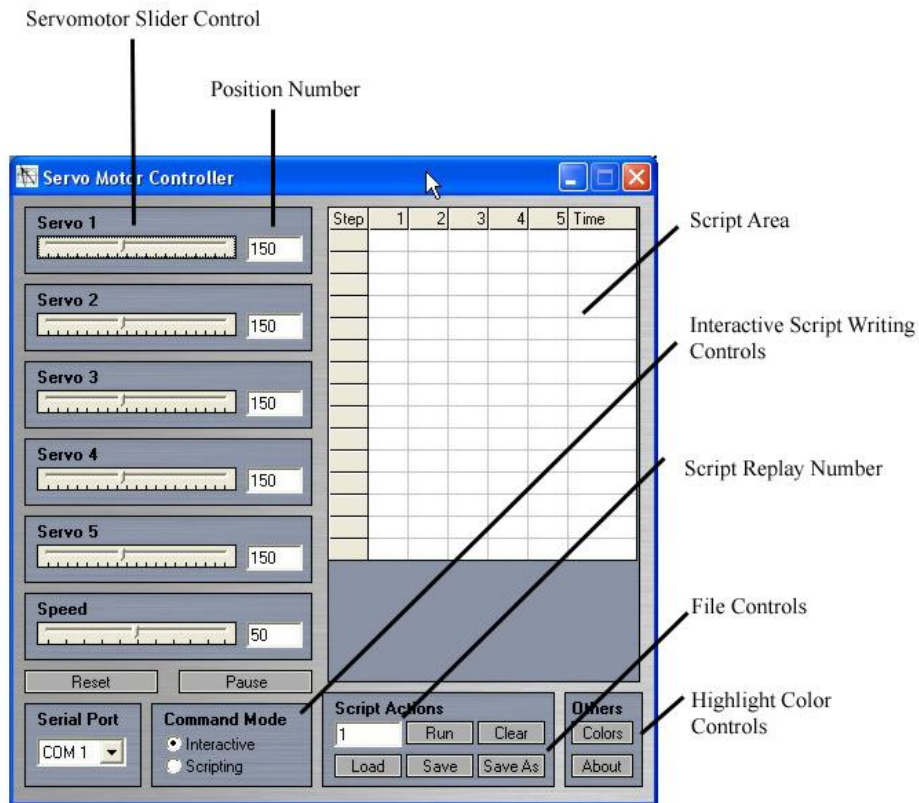 Servomotor Slider Control
Position Number
Servo Motor Controller
Servo 1
150
Servo 2
150
Servo 3
150
Servo 4
150
Servo 5
150
Speed
50
Reset Pause
Serial Port
COM 1
Command Mode
Interactive
Scripting
Step 1 2 3 4 5 Time
Script Actions
1 Run Clear
Load Save Save As
Others
Colors
About
Script Area
Interactive Script Writing
Controls
Script Replay Number
File Controls
Highlight Color
Controls